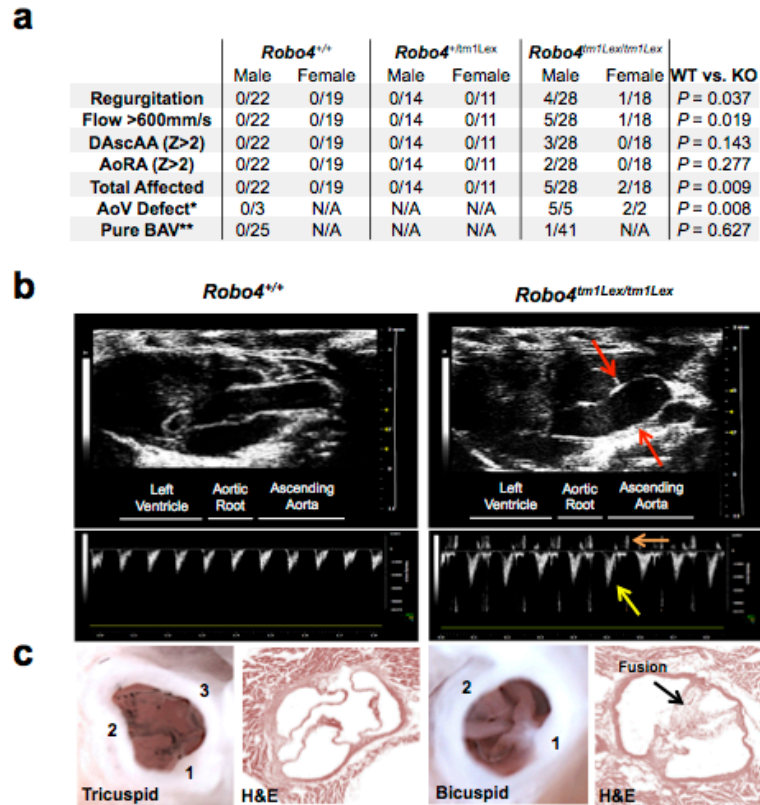 a
Robo4+/+ Robo4+/tm1Lex Robo4tm1Lex/tm1Lex
Male Female Male Female Male Female WT vs. KO
Regurgitation 0/22 0/19 0/14 0/11 4/28 1/18 P = 0.037
Flow >600mm/s 0/22 0/19 0/14 0/11 5/28 1/18 P = 0.019
DAscAA (Z>2) 0/22 0/19 0/14 0/11 3/28 0/18 P = 0.143
AoRA (Z>2) 0/22 0/19 0/14 0/11 2/28 0/18 P = 0.277
Total Affected 0/22 0/19 0/14 0/11 5/28 2/18 P = 0.009
AoV Defect* 0/3 N/A N/A N/A 5/5 2/2 P = 0.008
Pure BAV** 0/25 N/A N/A N/A 1/41 N/A P = 0.627
b
Robo4+/+ Robo4tm1Lex/tm1Lex
Left Ventricle Aortic Root Ascending Aorta
Left Ventricle Aortic Root Ascending Aorta
c
3
2
1
Tricuspid
H&E
2
1
Bicuspid
Fusion
H&E